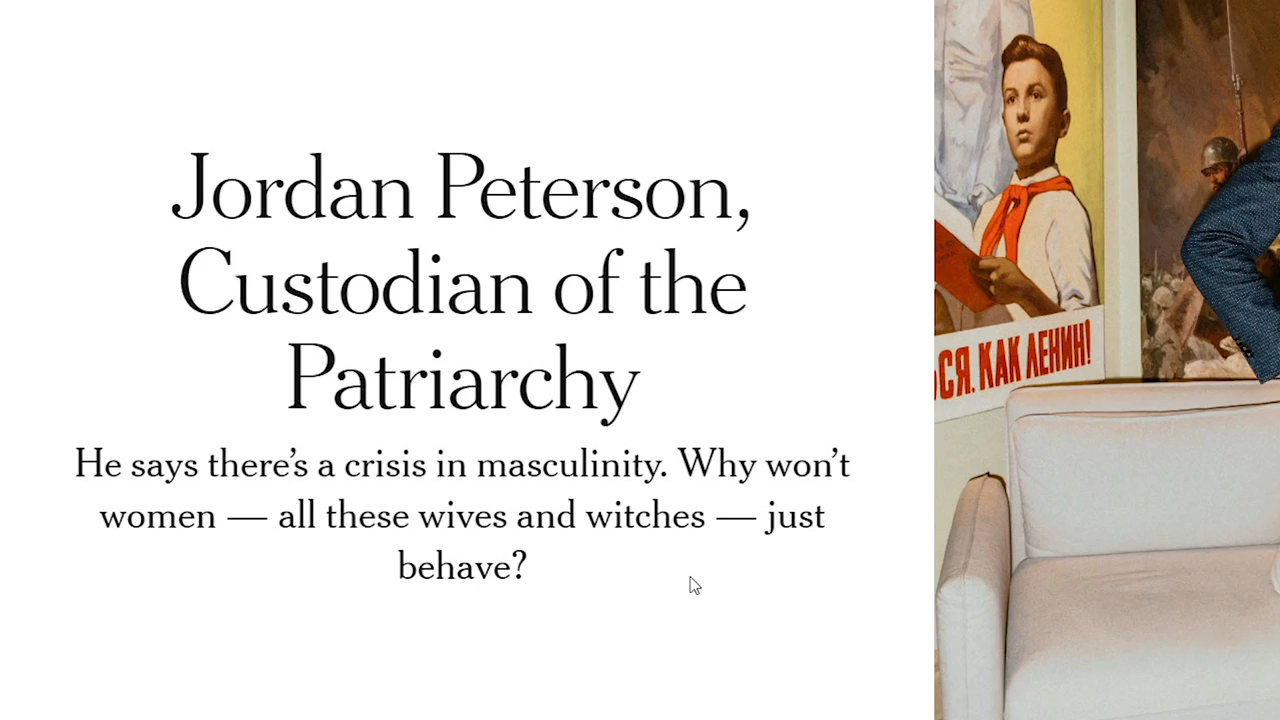 Jordan Peterson,
Custodian of the
Patriarchy
He says there’s a crisis in masculinity. Why won’t
women — all these wives and witches — just
behave?
СЯ, КАК ЛЕНИН!